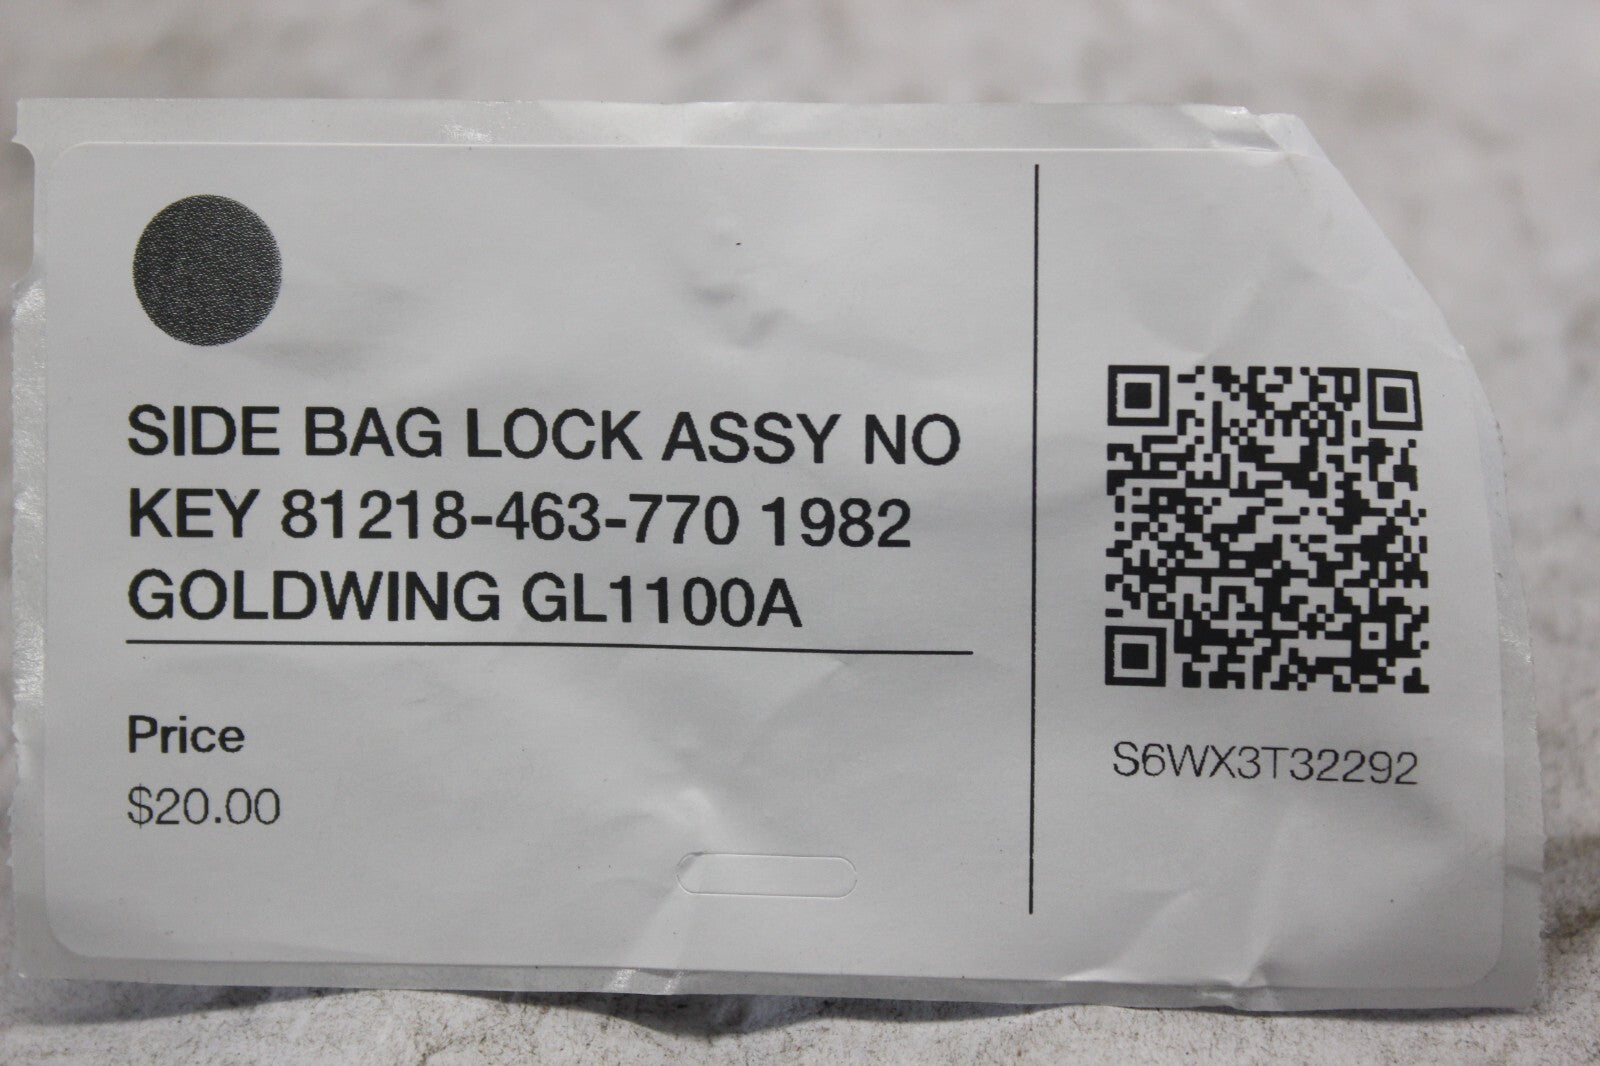 SIDE BAG LOCK ASSY NO
KEY 81218-463-770 1982
GOLDWING GL1100A
Price
$20.00
S6WX3T32292